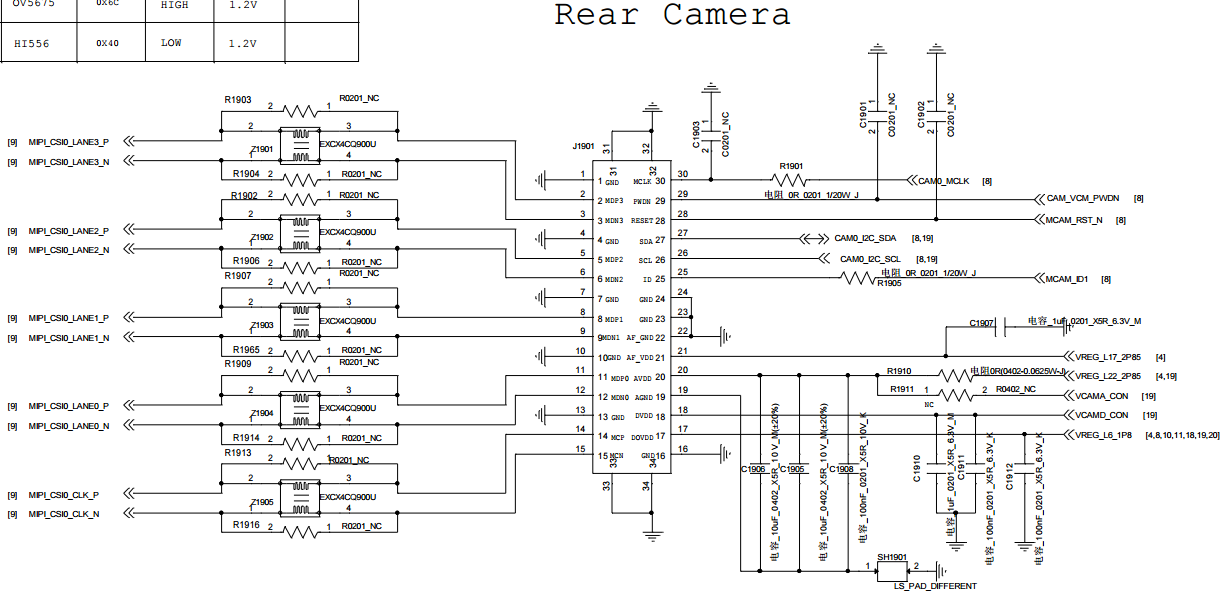 OV5675 0X6C HIGH 1.2V
HI556 0X40 LOW 1.2V
Rear Camera
R1903 2 1 R0201_NC
[9] MIPI_CSI0_LANE3_P
2 3
Z1901 EXCX4CQ900U
[9] MIPI_CSI0_LANE3_N
1 4
R1904 2 1 R0201_NC
R1902 2 1 R0201_NC
[9] MIPI_CSI0_LANE2_P
2 3
Z1902 EXCX4CQ900U
[9] MIPI_CSI0_LANE2_N
1 4
R1906 2 1 R0201_NC
R1907 2 1 R0201_NC
[9] MIPI_CSI0_LANE1_P
2 3
Z1903 EXCX4CQ900U
[9] MIPI_CSI0_LANE1_N
1 4
R1965 2 1 R0201_NC
R1909 2 1 R0201_NC
[9] MIPI_CSI0_LANE0_P
2 3
Z1904 EXCX4CQ900U
[9] MIPI_CSI0_LANE0_N
1 4
R1914 2 1 R0201_NC
R1913 2 1 R0201_NC
[9] MIPI_CSI0_CLK_P
2 3
Z1905 EXCX4CQ900U
[9] MIPI_CSI0_CLK_N
1 4
R1916 2 1 R0201_NC
J1901
31 32
31 32
1 1 GND MCLK 30 30
2 2 MDP3 PWDN 29 29
3 3 MDN3 RESET 28 28
4 4 GND SDA 27 27
5 5 MDP2 SCL 26 26
6 6 MDN2 ID 25 25
7 7 GND GND 24 24
8 8 MDP1 GND 23 23
9 9 MDN1 AF_GND 22 22
10 10 GND AF_VDD 21 21
11 11 MDP0 AVDD 20 20
12 12 MDN0 AGND 19 19
13 13 GND DVDD 18 18
14 14 MCP DOVDD 17 17
15 15 MCN GND 16 16
33 34
33 34
C1903 2 1 C0201_NC
C1901 2 1 C0201_NC
C1902 2 1 C0201_NC
R1901
电阻_0R_0201_1/20W_J
CAM0_MCLK [8]
CAM_VCM_PWDN [8]
MCAM_RST_N [8]
CAM0_I2C_SDA [8,19]
CAM0_I2C_SCL [8,19]
电阻_0R_0201_1/20W_J
R1905
MCAM_ID1 [8]
C1907 电容_1uF_0201_X5R_6.3V_M
VREG_L17_2P85 [4]
R1910 电阻0R(0402-0.0625W-J)
VREG_L22_2P85 [4,19]
R1911 1 2 R0402_NC
NC
VCAMA_CON [19]
VCAMD_CON [19]
VREG_L6_1P8 [4,8,10,11,18,19,20]
C1906 电容_10uF_0402_X5R_10V_M(±20%)
C1905 电容_10uF_0402_X5R_10V_M(±20%)
C1908 电容_100nF_0201_X5R_10V_K
C1910 电容_1uF_0201_X5R_6.3V_M
C1911 电容_100nF_0201_X5R_6.3V_K
C1912 电容_100nF_0201_X5R_6.3V_K
SH1901
1 2
LS_PAD_DIFFERENT